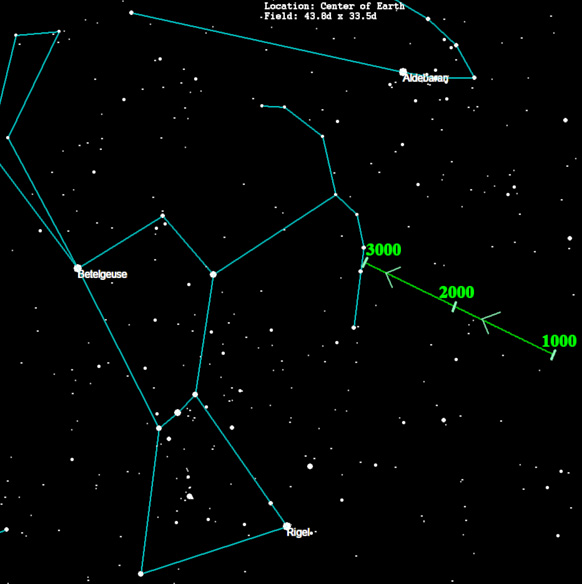 Location: Center of Earth
Field: 43.8d x 33.5d
Aldebaran
3000
Betelgeuse
2000
1000
Rigel